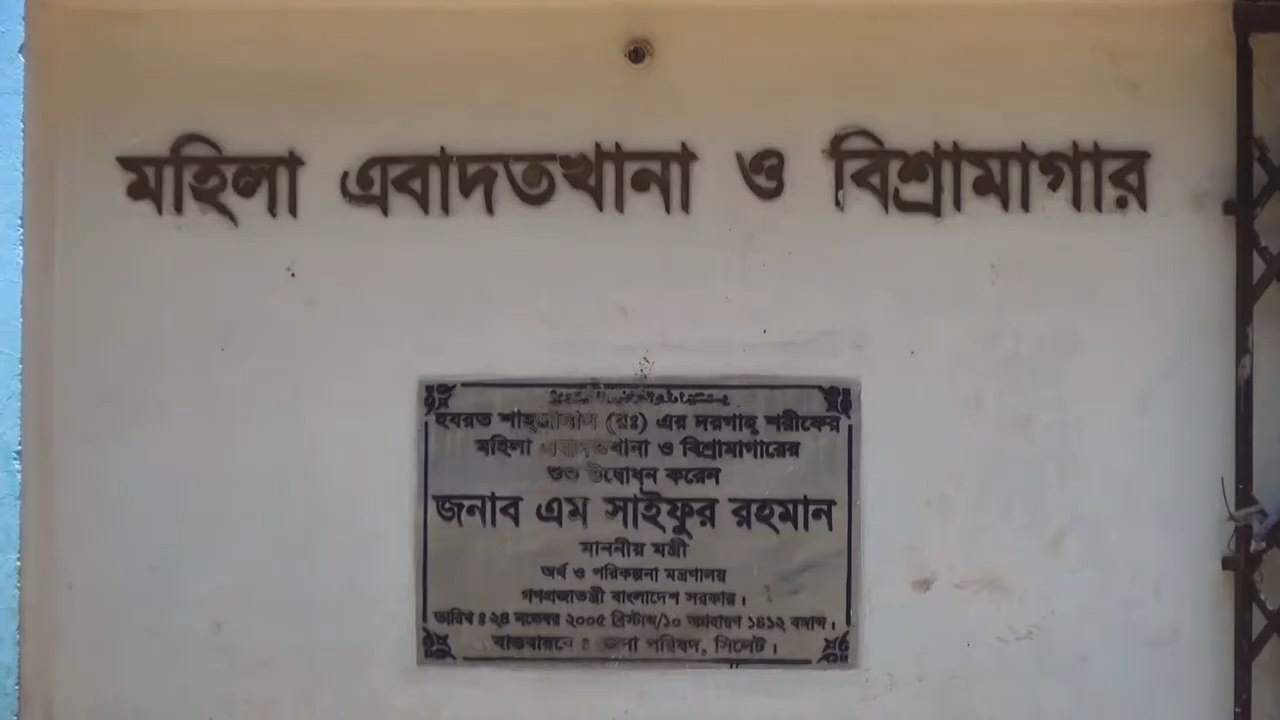 মহিলা এবাদতখানা ও বিশ্রামাগার
হযরত শাহ্জালাল (রঃ) এর দরগাহ্ শরীফের
মহিলা এবাদতখানা ও বিশ্রামাগারের
শুভ উদ্বোধন করেন
জনাব এম সাইফুর রহমান
মাননীয় মন্ত্রী
অর্থ ও পরিকল্পনা মন্ত্রণালয়
গণপ্রজাতন্ত্রী বাংলাদেশ সরকার।
তারিখ ঃ ২৪ নভেম্বর ২০০৫ খ্রিস্টাব্দ/১০ অগ্রহায়ণ ১৪১২ বঙ্গাব্দ।
বাস্তবায়নে ঃ জেলা পরিষদ, সিলেট।